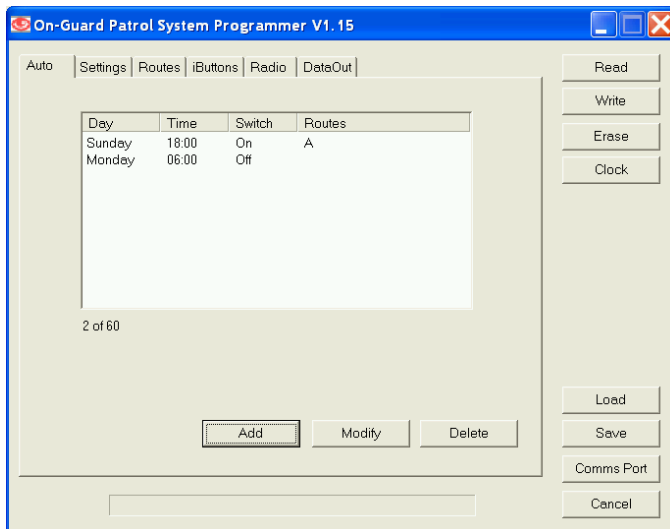 On-Guard Patrol System Programmer V1.15
Auto Settings Routes iButtons Radio DataOut
Day Time Switch Routes
Sunday 18:00 On A
Monday 06:00 Off
2 of 60
Add Modify Delete
Read
Write
Erase
Clock
Load
Save
Comms Port
Cancel